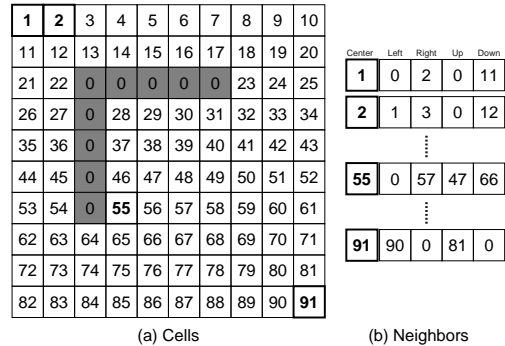 1 2 3 4 5 6 7 8 9 10
11 12 13 14 15 16 17 18 19 20
21 22 0 0 0 0 0 23 24 25
26 27 0 28 29 30 31 32 33 34
35 36 0 37 38 39 40 41 42 43
44 45 0 46 47 48 49 50 51 52
53 54 0 55 56 57 58 59 60 61
62 63 64 65 66 67 68 69 70 71
72 73 74 75 76 77 78 79 80 81
82 83 84 85 86 87 88 89 90 91
(a) Cells
Center Left Right Up Down
1 0 2 0 11
2 1 3 0 12
55 0 57 47 66
91 90 0 81 0
(b) Neighbors